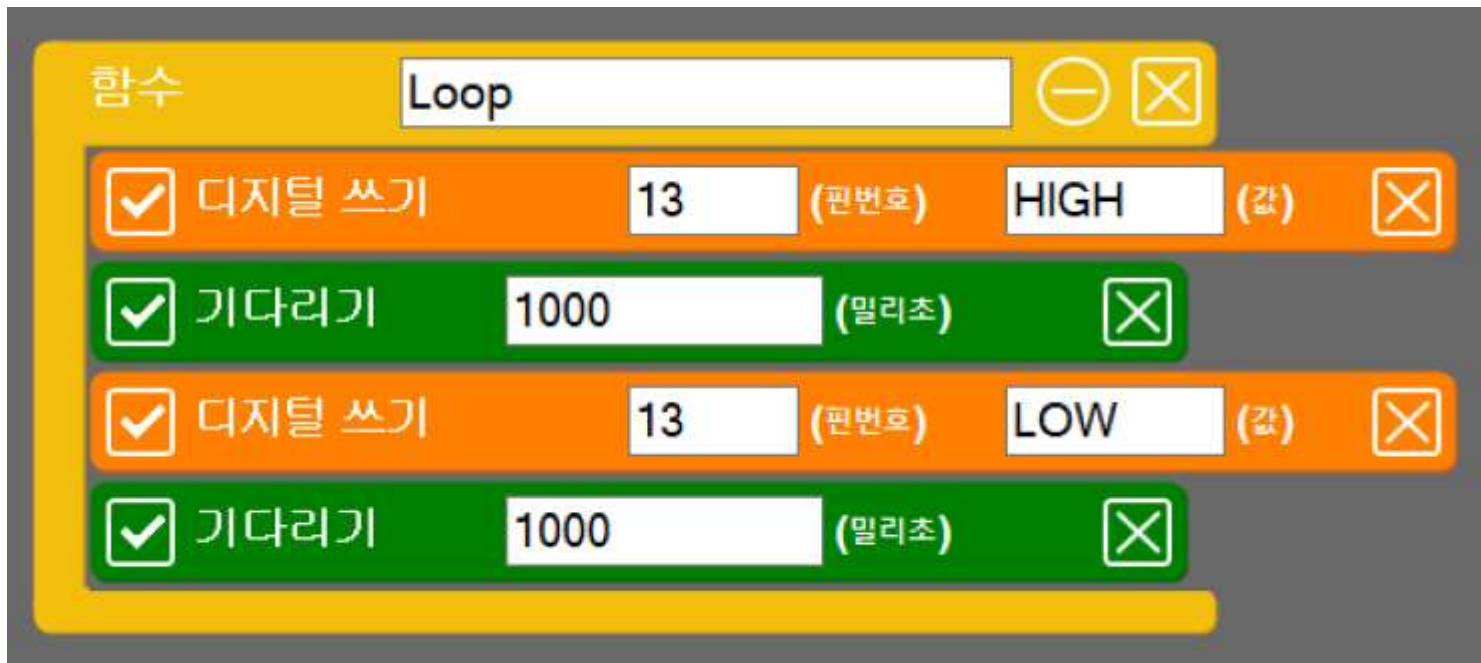 함수 Loop
디지털 쓰기 13 (핀번호) HIGH (값)
기다리기 1000 (밀리초)
디지털 쓰기 13 (핀번호) LOW (값)
기다리기 1000 (밀리초)